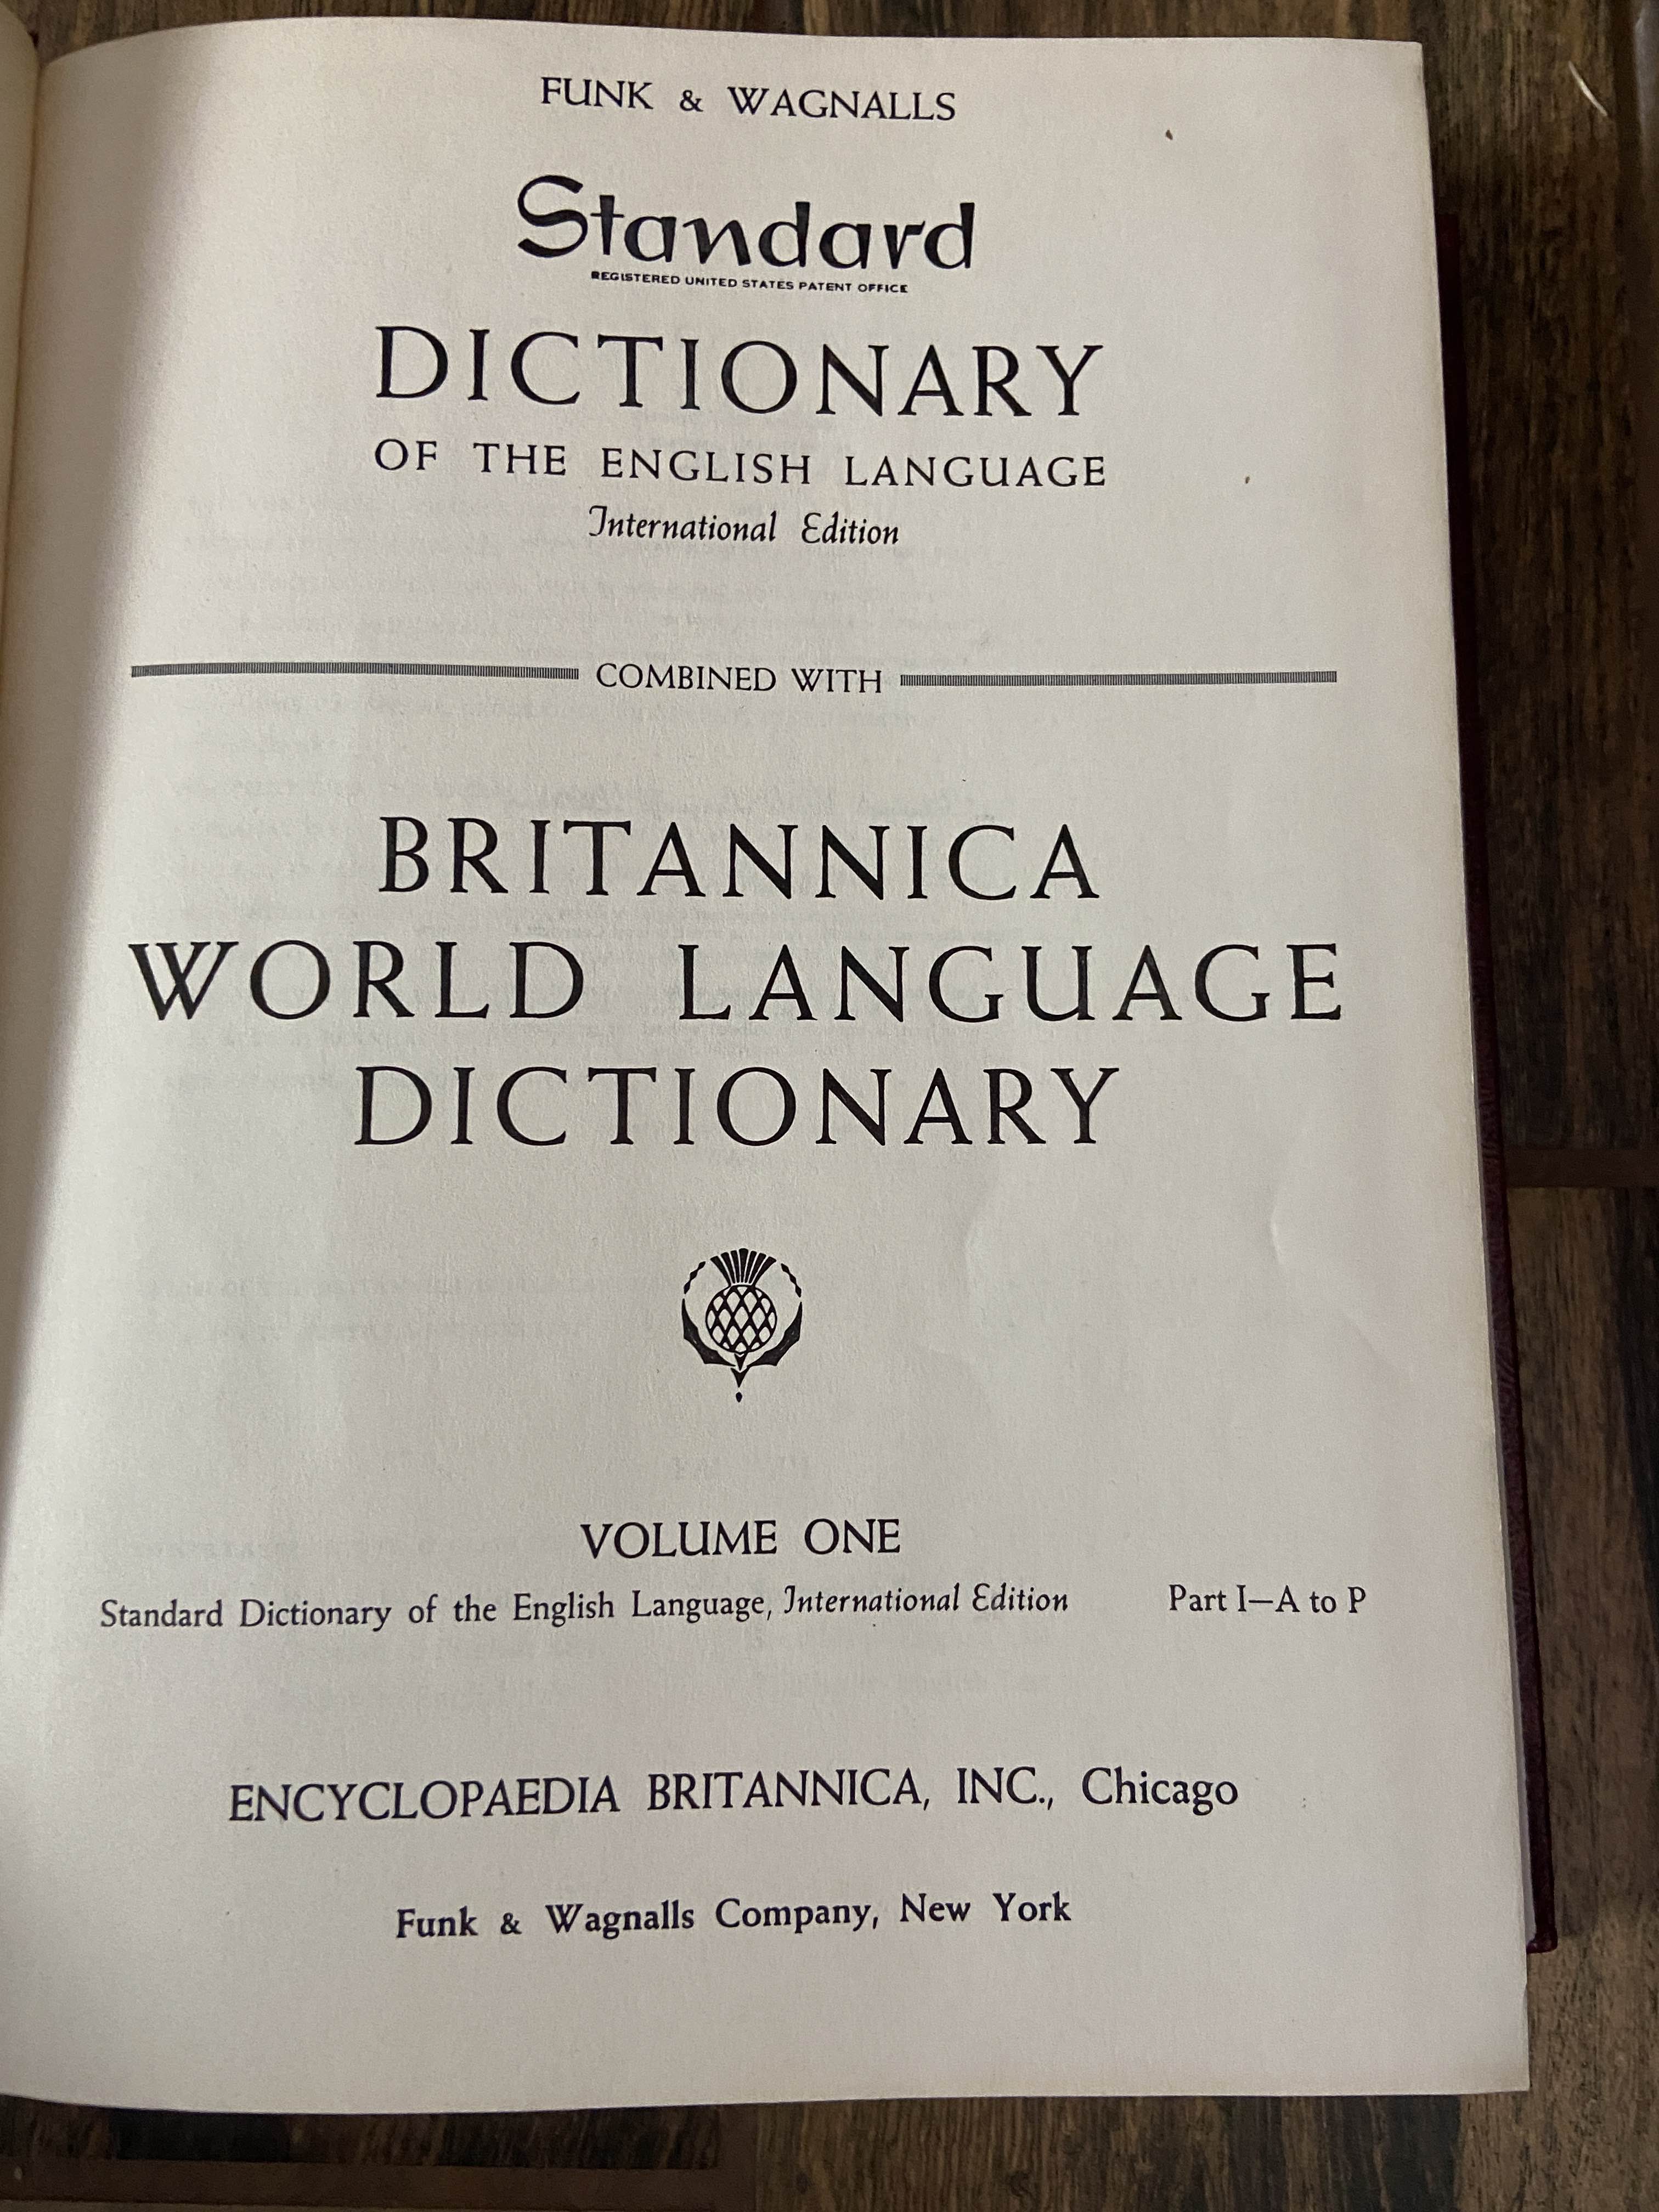 FUNK & WAGNALLS
Standard
REGISTERED UNITED STATES PATENT OFFICE
DICTIONARY
OF THE ENGLISH LANGUAGE
International Edition
COMBINED WITH
BRITANNICA
WORLD LANGUAGE
DICTIONARY
VOLUME ONE
Standard Dictionary of the English Language, International Edition Part I—A to P
ENCYCLOPAEDIA BRITANNICA, INC., Chicago
Funk & Wagnalls Company, New York